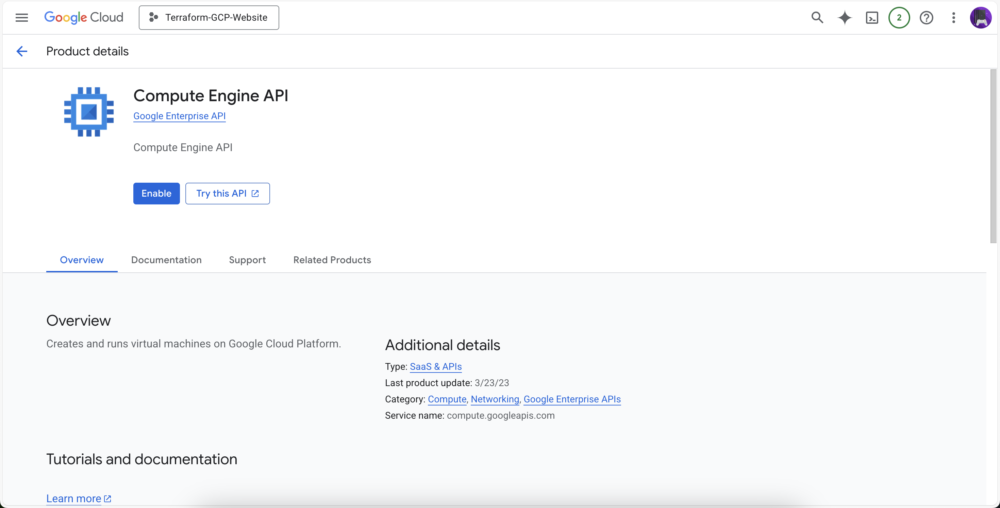 Google Cloud
Terraform-GCP-Website
2
Product details
Compute Engine API
Google Enterprise API
Compute Engine API
Enable
Try this API
Overview
Documentation
Support
Related Products
Overview
Creates and runs virtual machines on Google Cloud Platform.
Additional details
Type: SaaS & APIs
Last product update: 3/23/23
Category: Compute, Networking, Google Enterprise APIs
Service name: compute.googleapis.com
Tutorials and documentation
Learn more